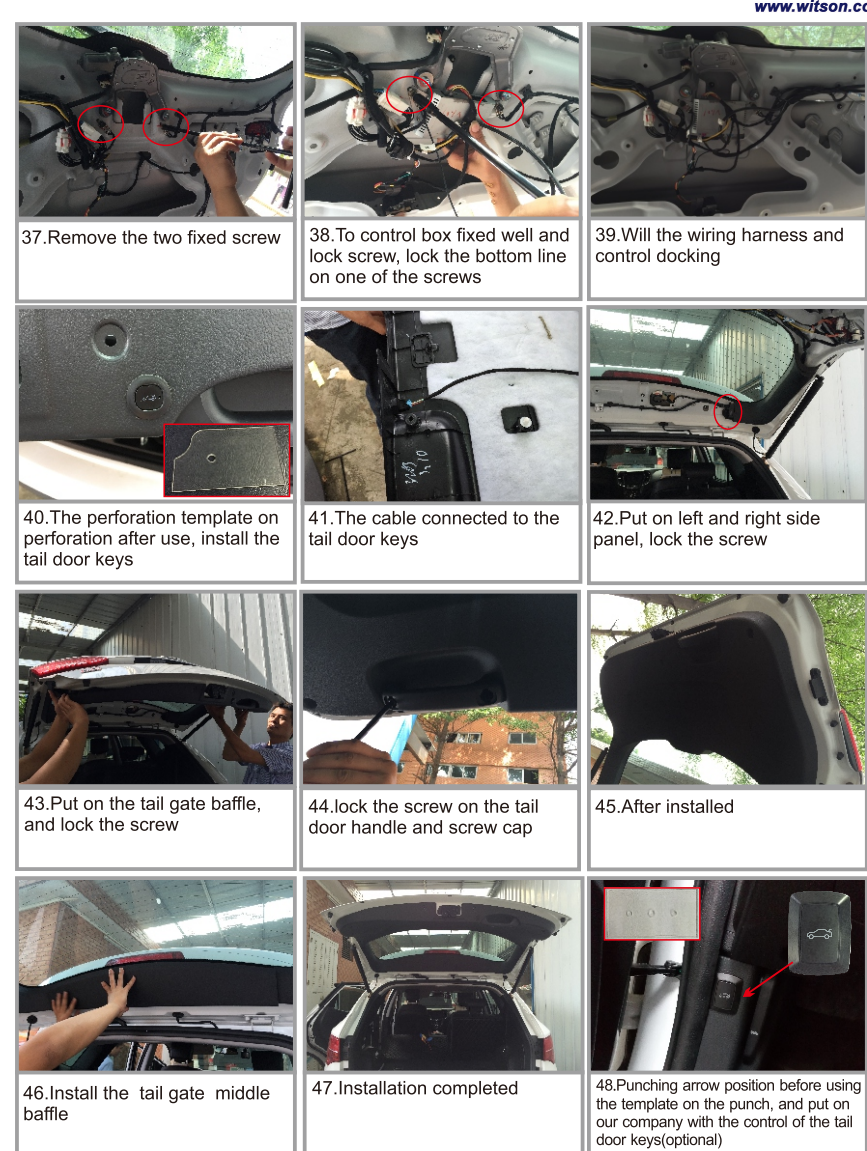 www.witson.co
37.Remove the two fixed screw
38.To control box fixed well and
lock screw, lock the bottom line
on one of the screws
39.Will the wiring harness and
control docking
40.The perforation template on
perforation after use, install the
tail door keys
41.The cable connected to the
tail door keys
42.Put on left and right side
panel, lock the screw
43.Put on the tail gate baffle,
and lock the screw
44.lock the screw on the tail
door handle and screw cap
45.After installed
46.Install the tail gate middle
baffle
47.Installation completed
48.Punching arrow position before using
the template on the punch, and put on
our company with the control of the tail
door keys(optional)